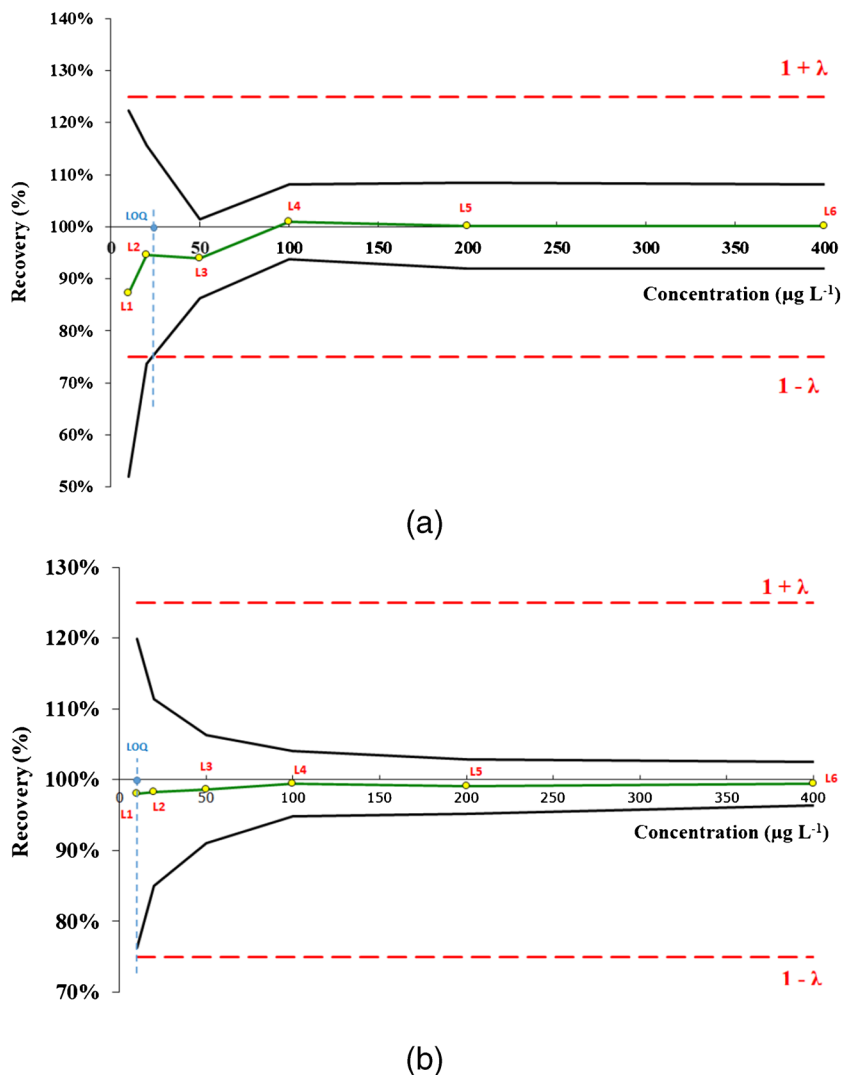 140%
130%
1 + λ
120%
110%
Recovery (%)
LOQ
L4
L5
L6
100%
0 50 100 150 200 250 300 350 400
L2
L3
90%
Concentration (µg L-1)
L1
80%
70%
1 - λ
60%
50%
(a)
130%
1 + λ
120%
110%
Recovery (%)
LOQ
L3
L4
L5
L6
100%
0 50 100 150 200 250 300 350 400
L1 L2
Concentration (µg L-1)
90%
80%
1 - λ
70%
(b)